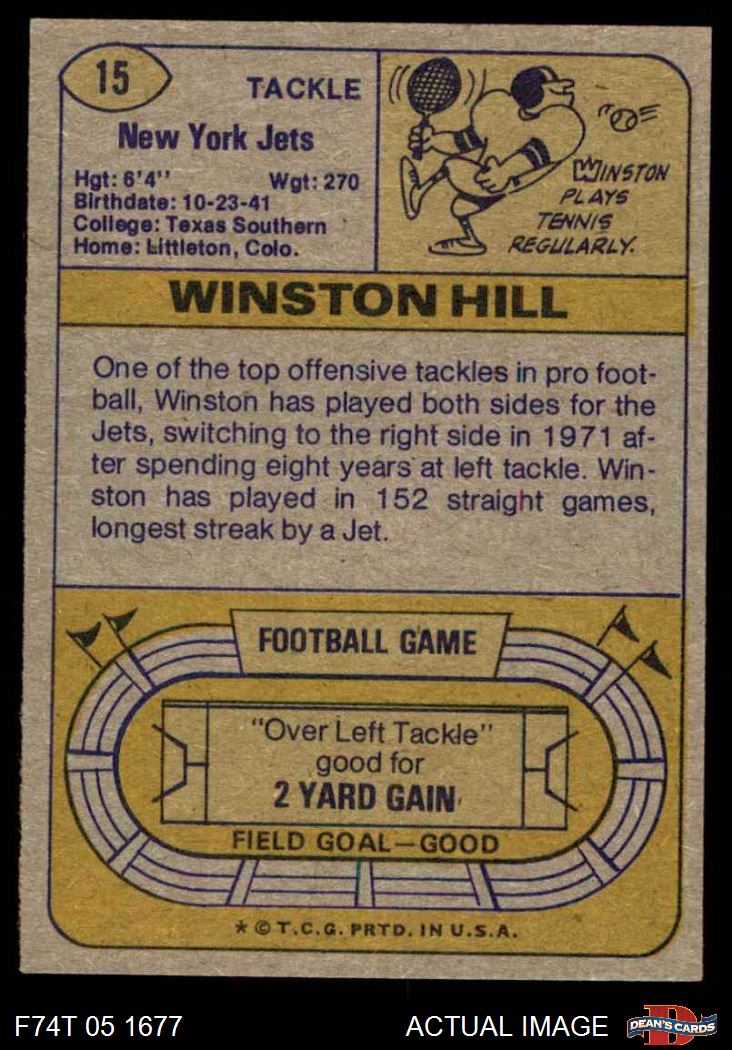 15
TACKLE
New York Jets
Hgt: 6'4" Wgt: 270
Birthdate: 10-23-41
College: Texas Southern
Home: Littleton, Colo.
WINSTON
PLAYS
TENNIS
REGULARLY.
WINSTON HILL
One of the top offensive tackles in pro foot-
ball, Winston has played both sides for the
Jets, switching to the right side in 1971 af-
ter spending eight years at left tackle. Win-
ston has played in 152 straight games,
longest streak by a Jet.
FOOTBALL GAME
"Over Left Tackle"
good for
2 YARD GAIN
FIELD GOAL—GOOD
* © T.C.G. PRTD. IN U.S.A.
F74T 05 1677 ACTUAL IMAGE
D
DEAN'S CARDS